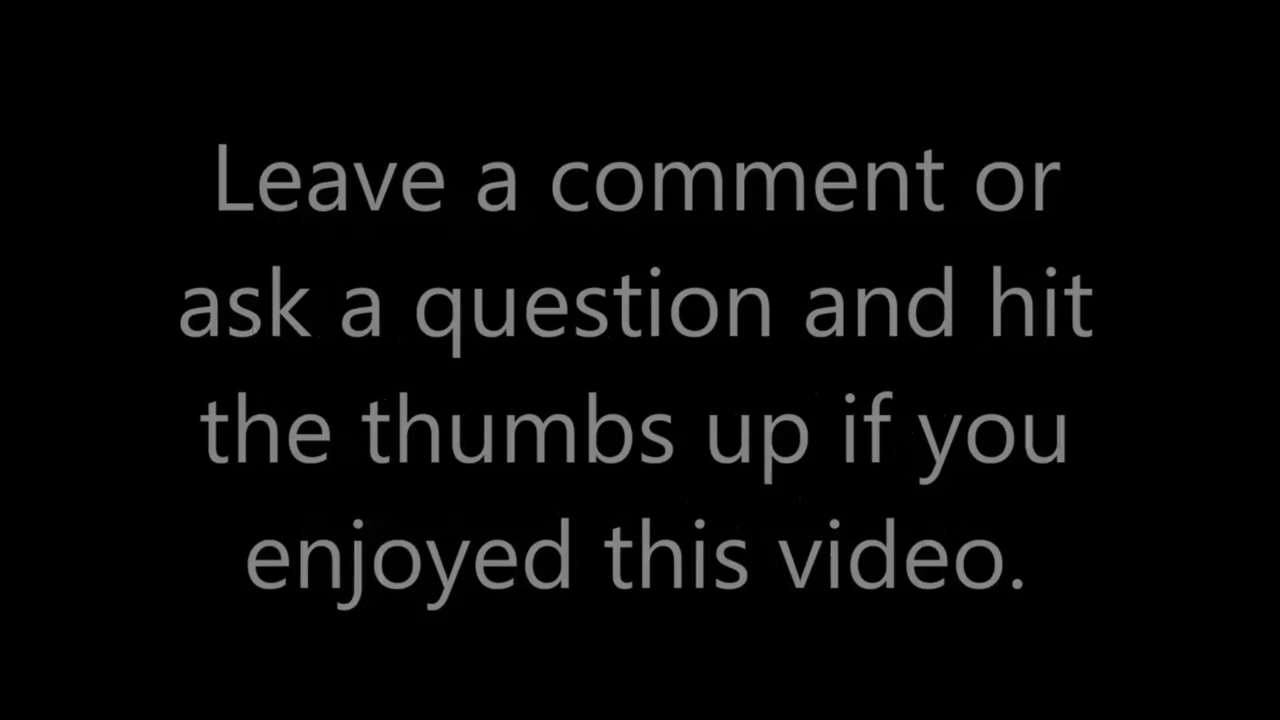 Leave a comment or
ask a question and hit
the thumbs up if you
enjoyed this video.